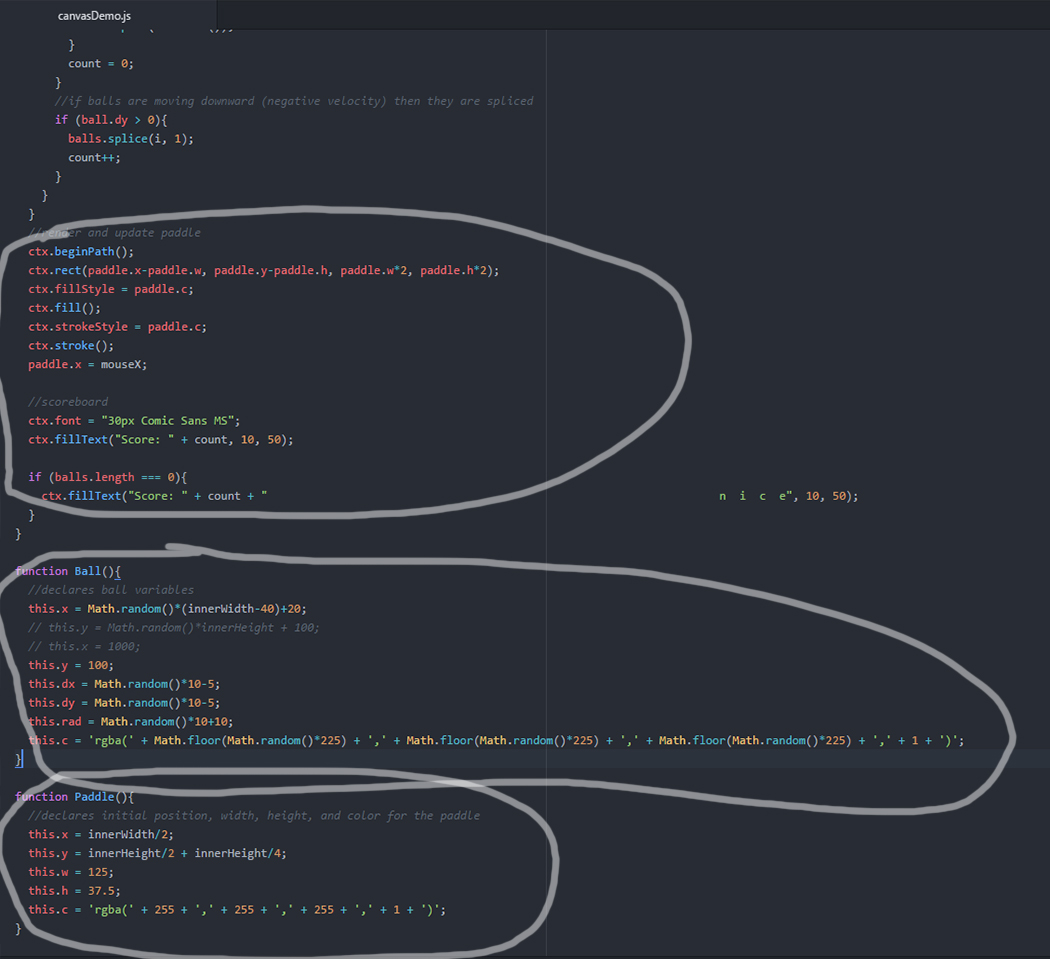 canvasDemo.js
}
count = 0;
}
//if balls are moving downward (negative velocity) then they are spliced
if (ball.dy > 0){
balls.splice(i, 1);
count++;
}
}
}
//render and update paddle
ctx.beginPath();
ctx.rect(paddle.x-paddle.w, paddle.y-paddle.h, paddle.w*2, paddle.h*2);
ctx.fillStyle = paddle.c;
ctx.fill();
ctx.strokeStyle = paddle.c;
ctx.stroke();
paddle.x = mouseX;
//scoreboard
ctx.font = "30px Comic Sans MS";
ctx.fillText("Score: " + count, 10, 50);
if (balls.length === 0){
ctx.fillText("Score: " + count + " n i c e", 10, 50);
}
}
function Ball(){
//declares ball variables
this.x = Math.random()*(innerWidth-40)+20;
// this.y = Math.random()*innerHeight + 100;
// this.x = 1000;
this.y = 100;
this.dx = Math.random()*10-5;
this.dy = Math.random()*10-5;
this.rad = Math.random()*10+10;
this.c = 'rgba(' + Math.floor(Math.random()*225) + ',' + Math.floor(Math.random()*225) + ',' + Math.floor(Math.random()*225) + ',' + 1 + ')';
}
function Paddle(){
//declares initial position, width, height, and color for the paddle
this.x = innerWidth/2;
this.y = innerHeight/2 + innerHeight/4;
this.w = 125;
this.h = 37.5;
this.c = 'rgba(' + 255 + ',' + 255 + ',' + 255 + ',' + 1 + ')';
}